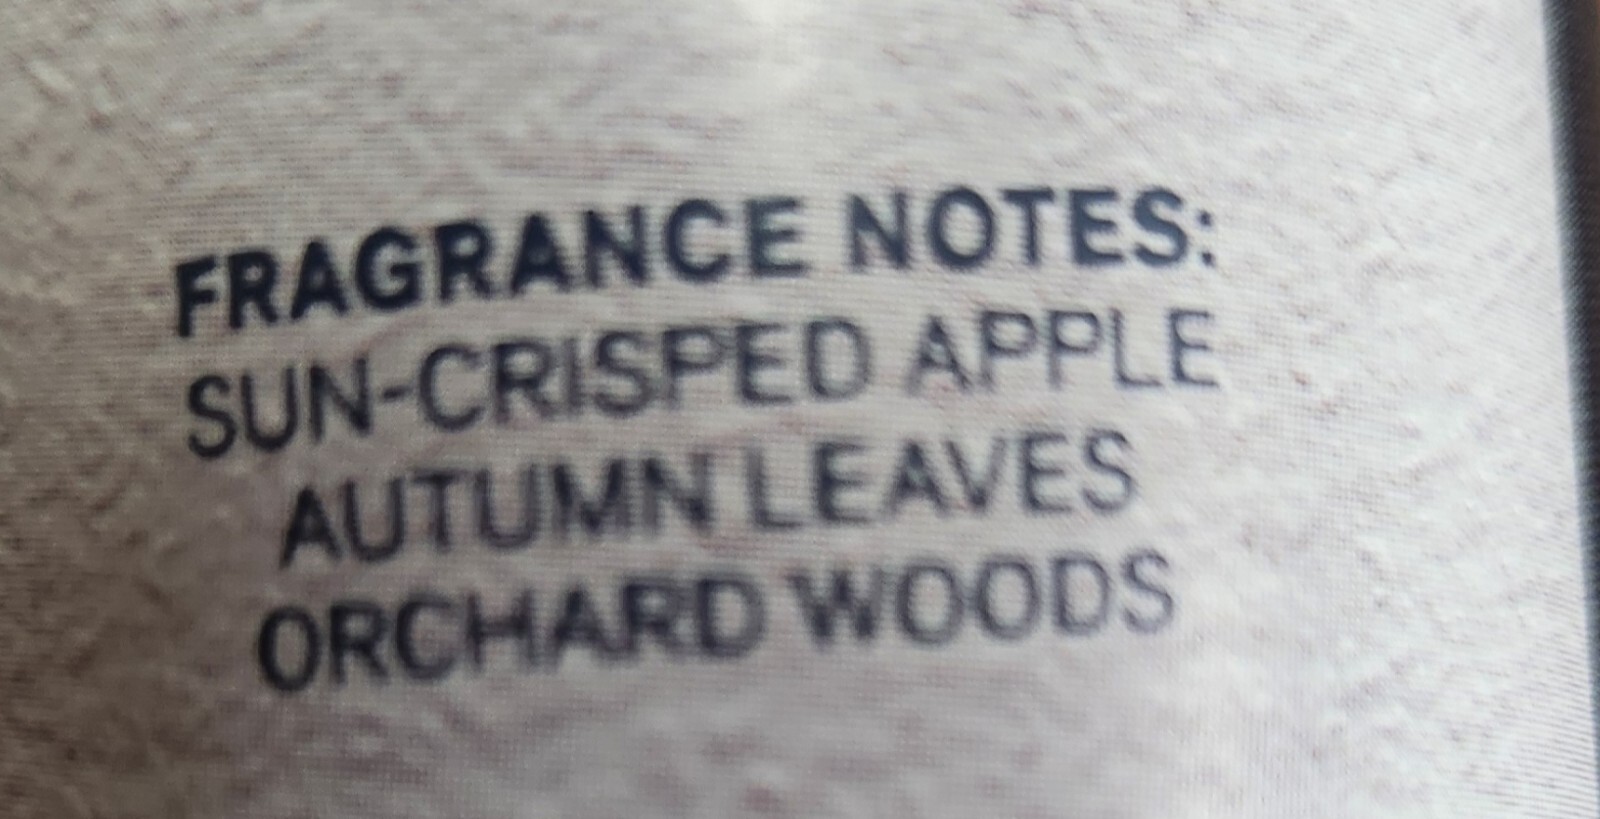 FRAGRANCE NOTES:
SUN-CRISPED APPLE
AUTUMN LEAVES
ORCHARD WOODS